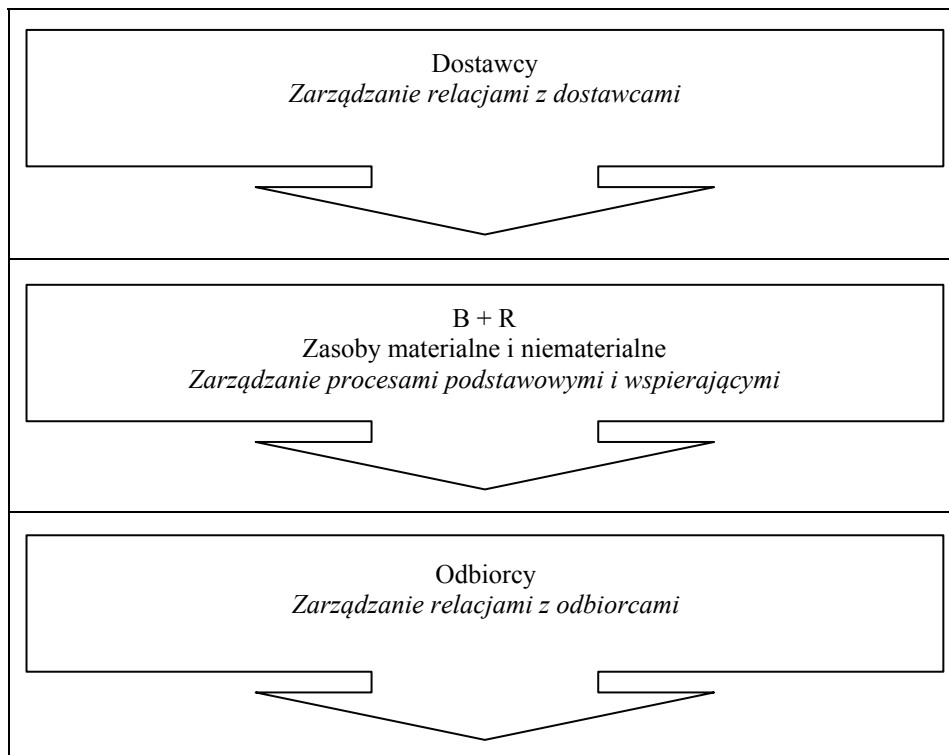 Dostawcy
Zarządzanie relacjami z dostawcami
B + R
Zasoby materialne i niematerialne
Zarządzanie procesami podstawowymi i wspierającymi
Odbiorcy
Zarządzanie relacjami z odbiorcami